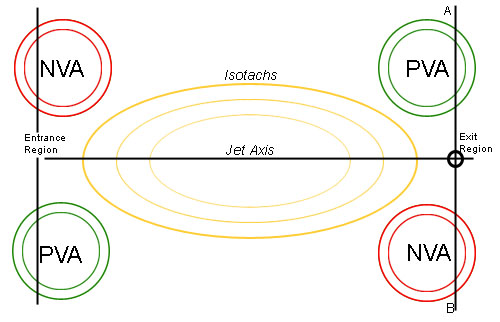 A
NVA
Isotachs
PVA
Entrance
Region
Jet Axis
Exit
Region
PVA
NVA
B